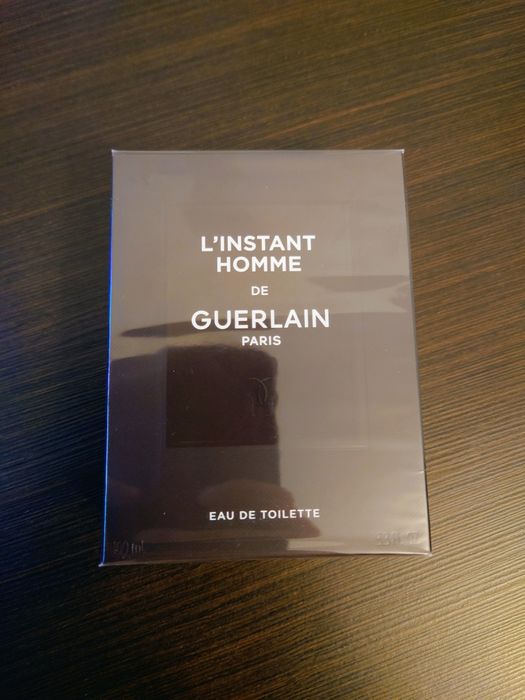 L'INSTANT
HOMME
DE
GUERLAIN
PARIS
EAU DE TOILETTE